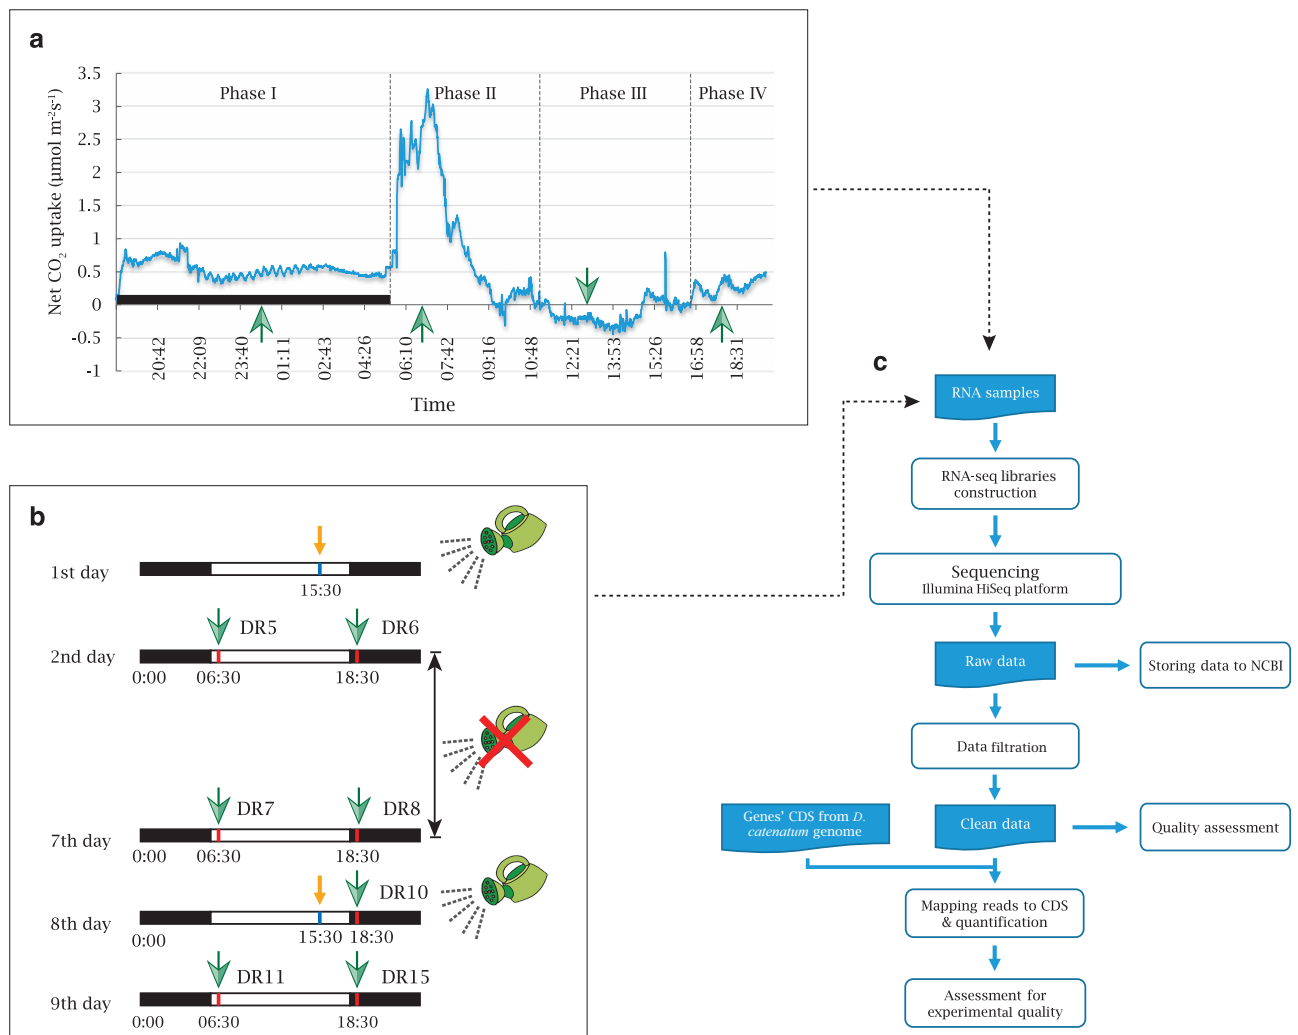 a
Net CO2 uptake (μmol m-2s-1)
3.5
3
2.5
2
1.5
1
0.5
0
-0.5
-1
Phase I
Phase II
Phase III
Phase IV
20:42
22:09
23:40
01:11
02:43
04:26
06:10
07:42
09:16
10:48
12:21
13:53
15:26
16:58
18:31
Time
b
1st day
15:30
DR5
DR6
2nd day
0:00
06:30
18:30
DR7
DR8
7th day
0:00
06:30
18:30
DR10
8th day
0:00
15:30
18:30
DR11
DR15
9th day
0:00
06:30
18:30
c
RNA samples
RNA-seq libraries
construction
Sequencing
Illumina HiSeq platform
Raw data
Storing data to NCBI
Data filtration
Genes' CDS from D.
catenatum genome
Clean data
Quality assessment
Mapping reads to CDS
& quantification
Assessment for
experimental quality